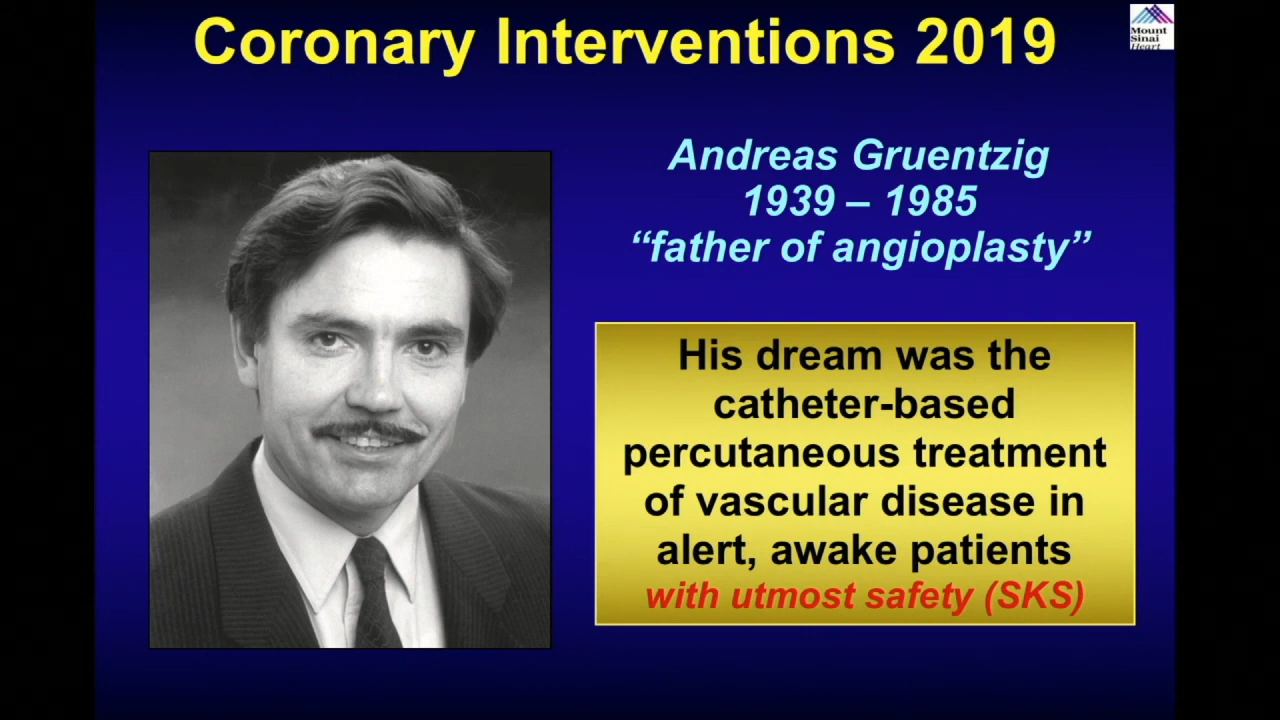 Coronary Interventions 2019
Mount
Sinai
Heart
Andreas Gruentzig
1939 – 1985
“father of angioplasty”
His dream was the
catheter-based
percutaneous treatment
of vascular disease in
alert, awake patients
with utmost safety (SKS)